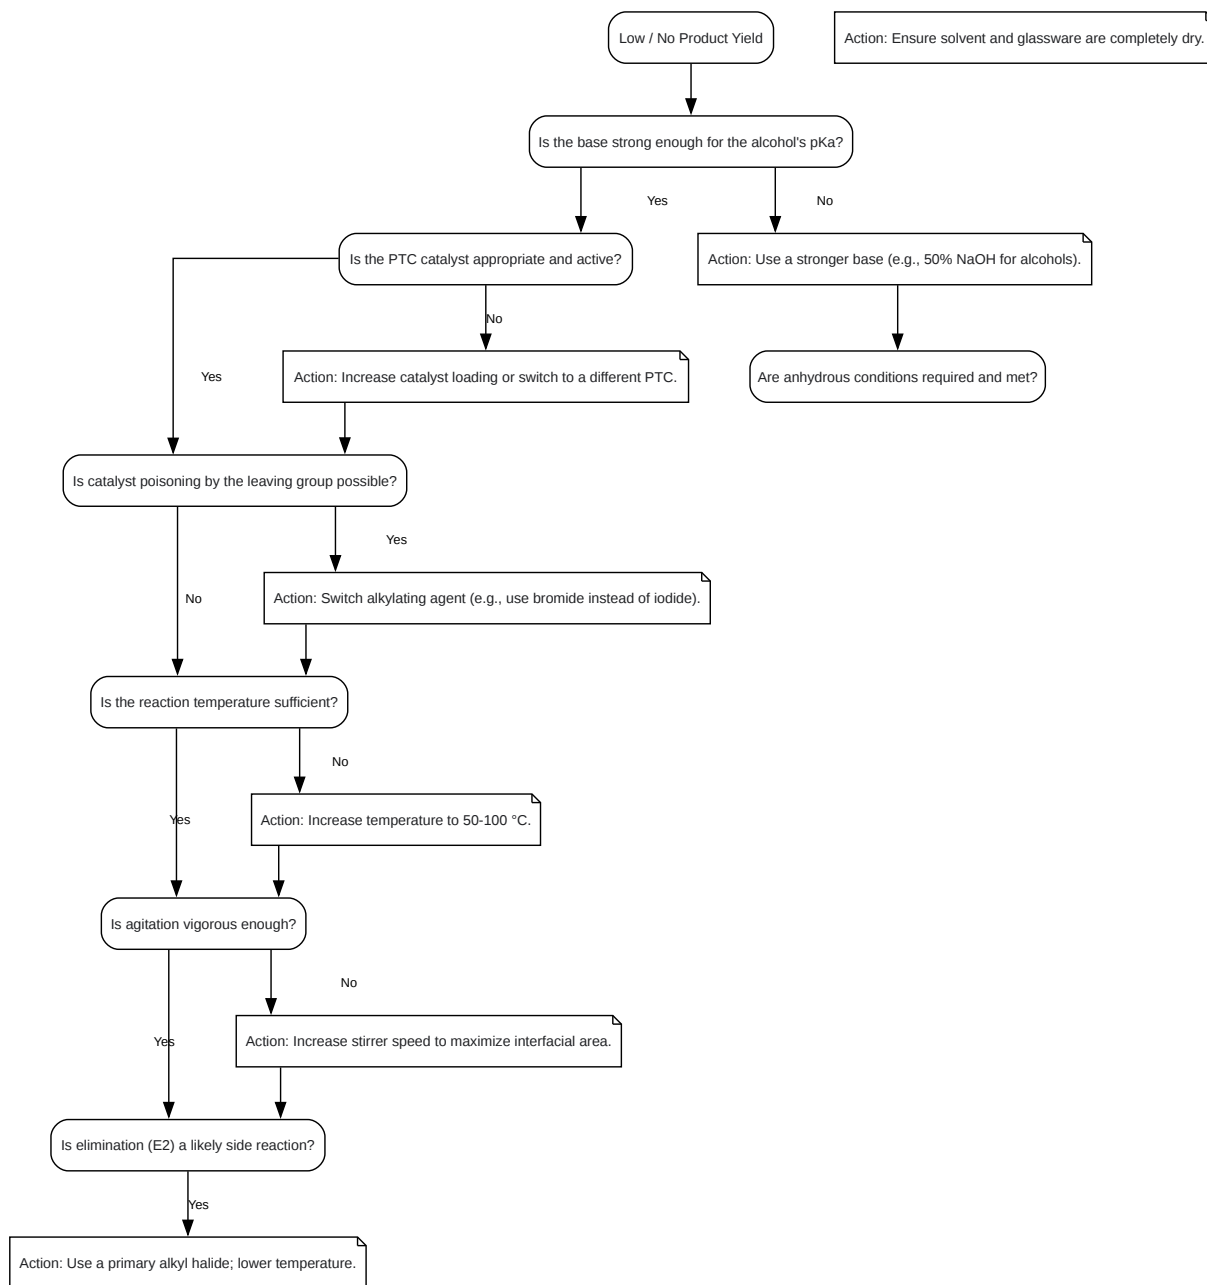 Low / No Product Yield
Action: Ensure solvent and glassware are completely dry.
Is the base strong enough for the alcohol's pKa?
Yes
No
Is the PTC catalyst appropriate and active?
Action: Use a stronger base (e.g., 50% NaOH for alcohols).
No
Yes
Action: Increase catalyst loading or switch to a different PTC.
Are anhydrous conditions required and met?
Is catalyst poisoning by the leaving group possible?
Yes
No
Action: Switch alkylating agent (e.g., use bromide instead of iodide).
Is the reaction temperature sufficient?
No
Yes
Action: Increase temperature to 50-100 °C.
Is agitation vigorous enough?
No
Yes
Action: Increase stirrer speed to maximize interfacial area.
Is elimination (E2) a likely side reaction?
Yes
Action: Use a primary alkyl halide; lower temperature.